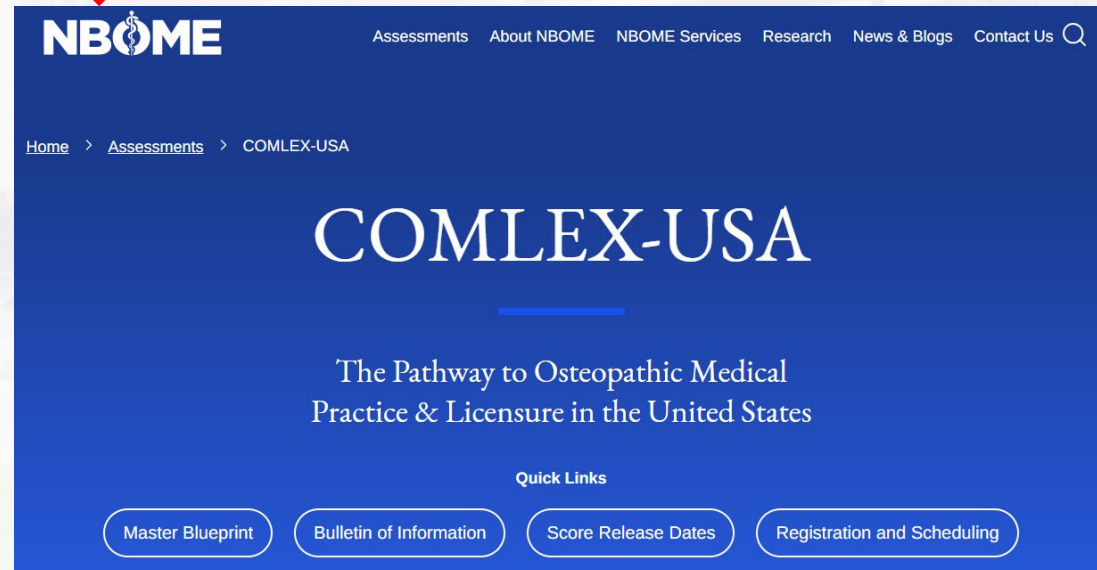 NBOME
Assessments About NBOME NBOME Services Research News & Blogs Contact Us
Home > Assessments > COMLEX-USA
COMLEX-USA
The Pathway to Osteopathic Medical
Practice & Licensure in the United States
Quick Links
Master Blueprint Bulletin of Information Score Release Dates Registration and Scheduling